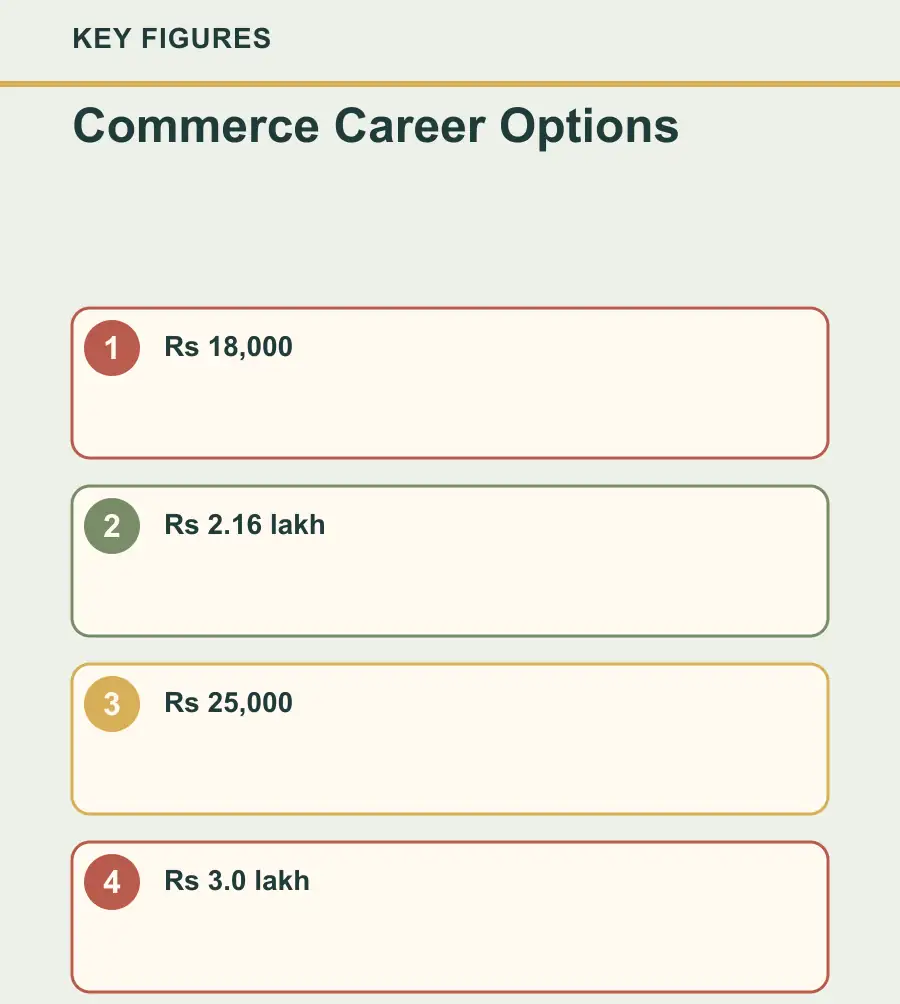 KEY FIGURES
Commerce Career Options
1 Rs 18,000
2 Rs 2.16 lakh
3 Rs 25,000
4 Rs 3.0 lakh